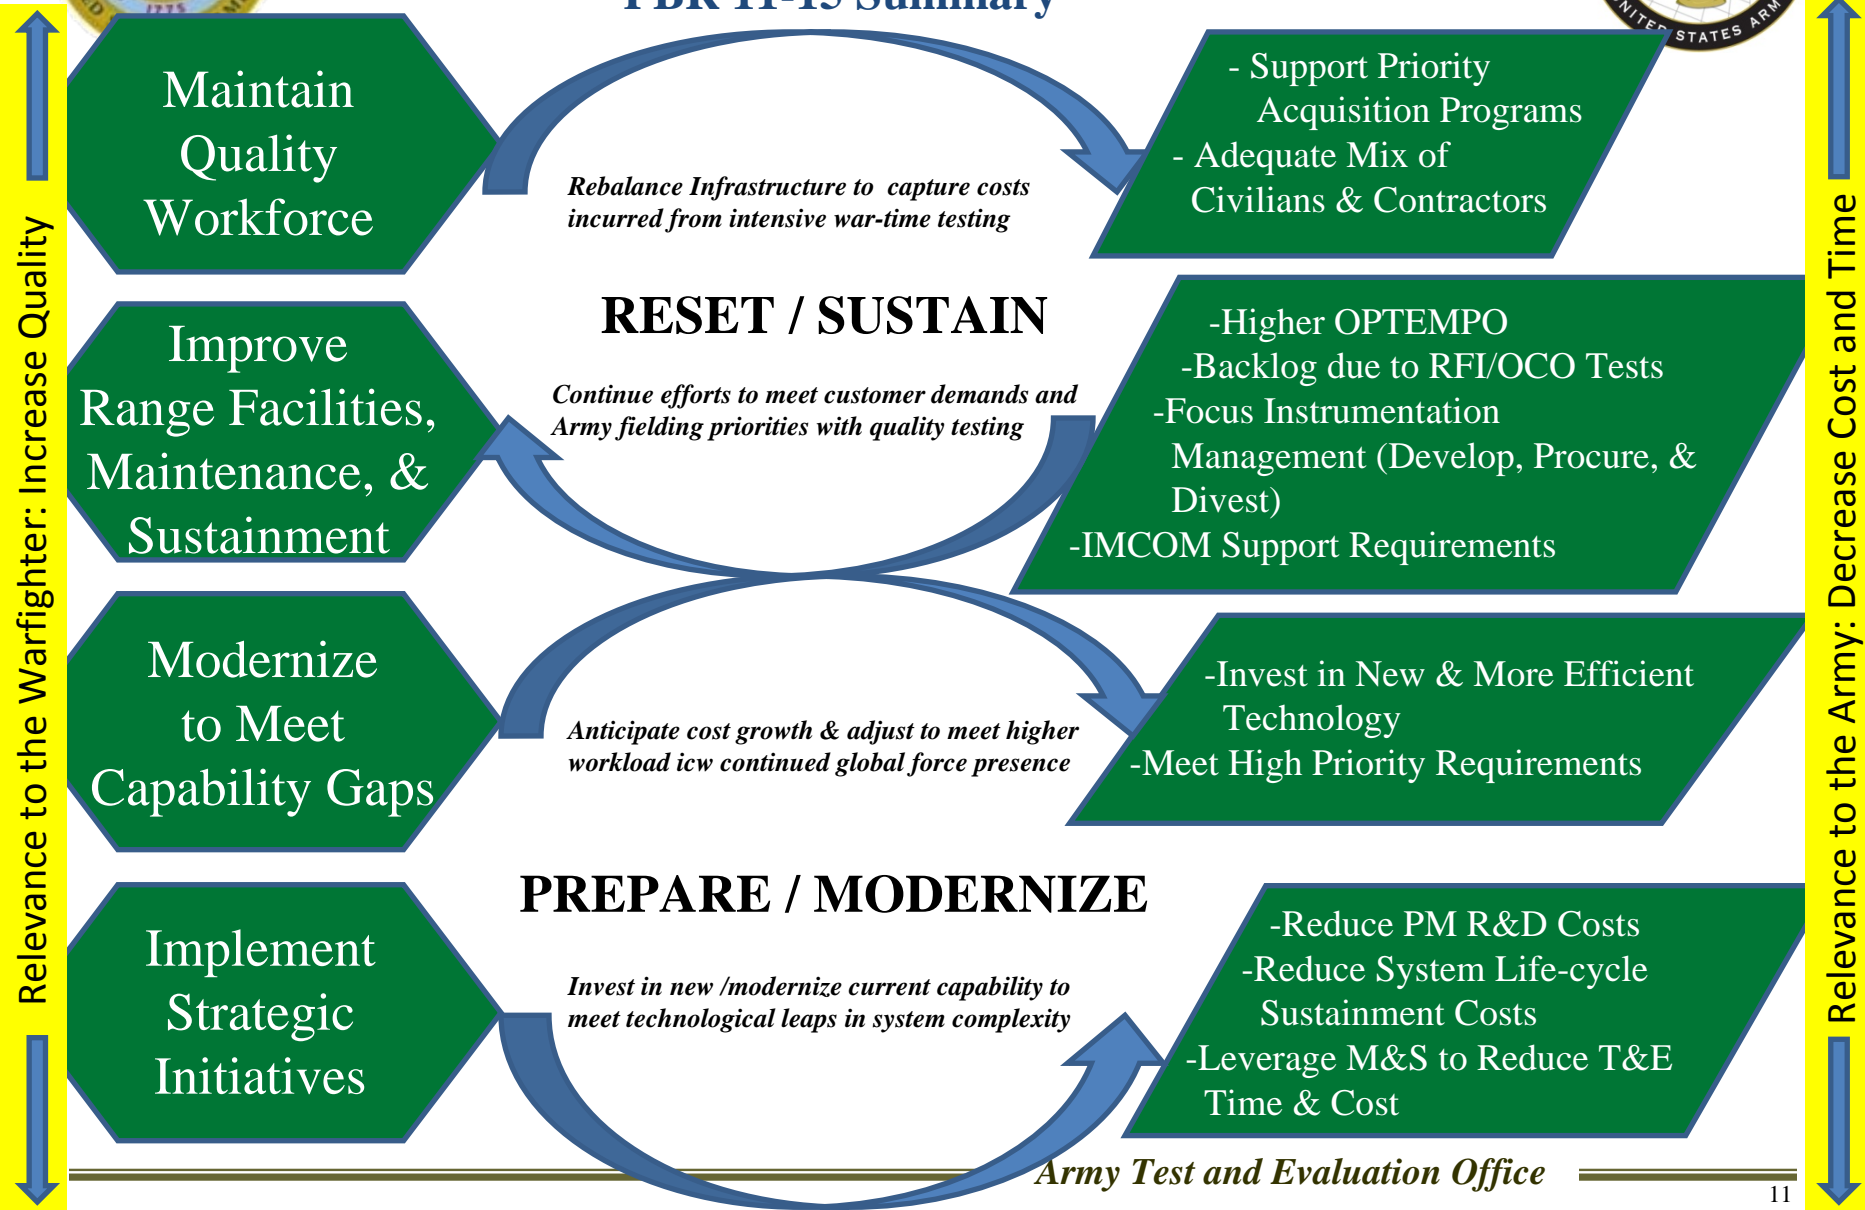 1775
PBR 11-15 Summary
UNITED STATES ARMY
Relevance to the Warfighter: Increase Quality
Maintain
Quality
Workforce
Rebalance Infrastructure to capture costs
incurred from intensive war-time testing
- Support Priority
Acquisition Programs
- Adequate Mix of
Civilians & Contractors
RESET / SUSTAIN
Improve
Range Facilities,
Maintenance, &
Sustainment
Continue efforts to meet customer demands and
Army fielding priorities with quality testing
-Higher OPTEMPO
-Backlog due to RFI/OCO Tests
-Focus Instrumentation
Management (Develop, Procure, &
Divest)
-IMCOM Support Requirements
Modernize
to Meet
Capability Gaps
Anticipate cost growth & adjust to meet higher
workload icw continued global force presence
-Invest in New & More Efficient
Technology
-Meet High Priority Requirements
PREPARE / MODERNIZE
Implement
Strategic
Initiatives
Invest in new /modernize current capability to
meet technological leaps in system complexity
-Reduce PM R&D Costs
-Reduce System Life-cycle
Sustainment Costs
-Leverage M&S to Reduce T&E
Time & Cost
Relevance to the Army: Decrease Cost and Time
Army Test and Evaluation Office
11